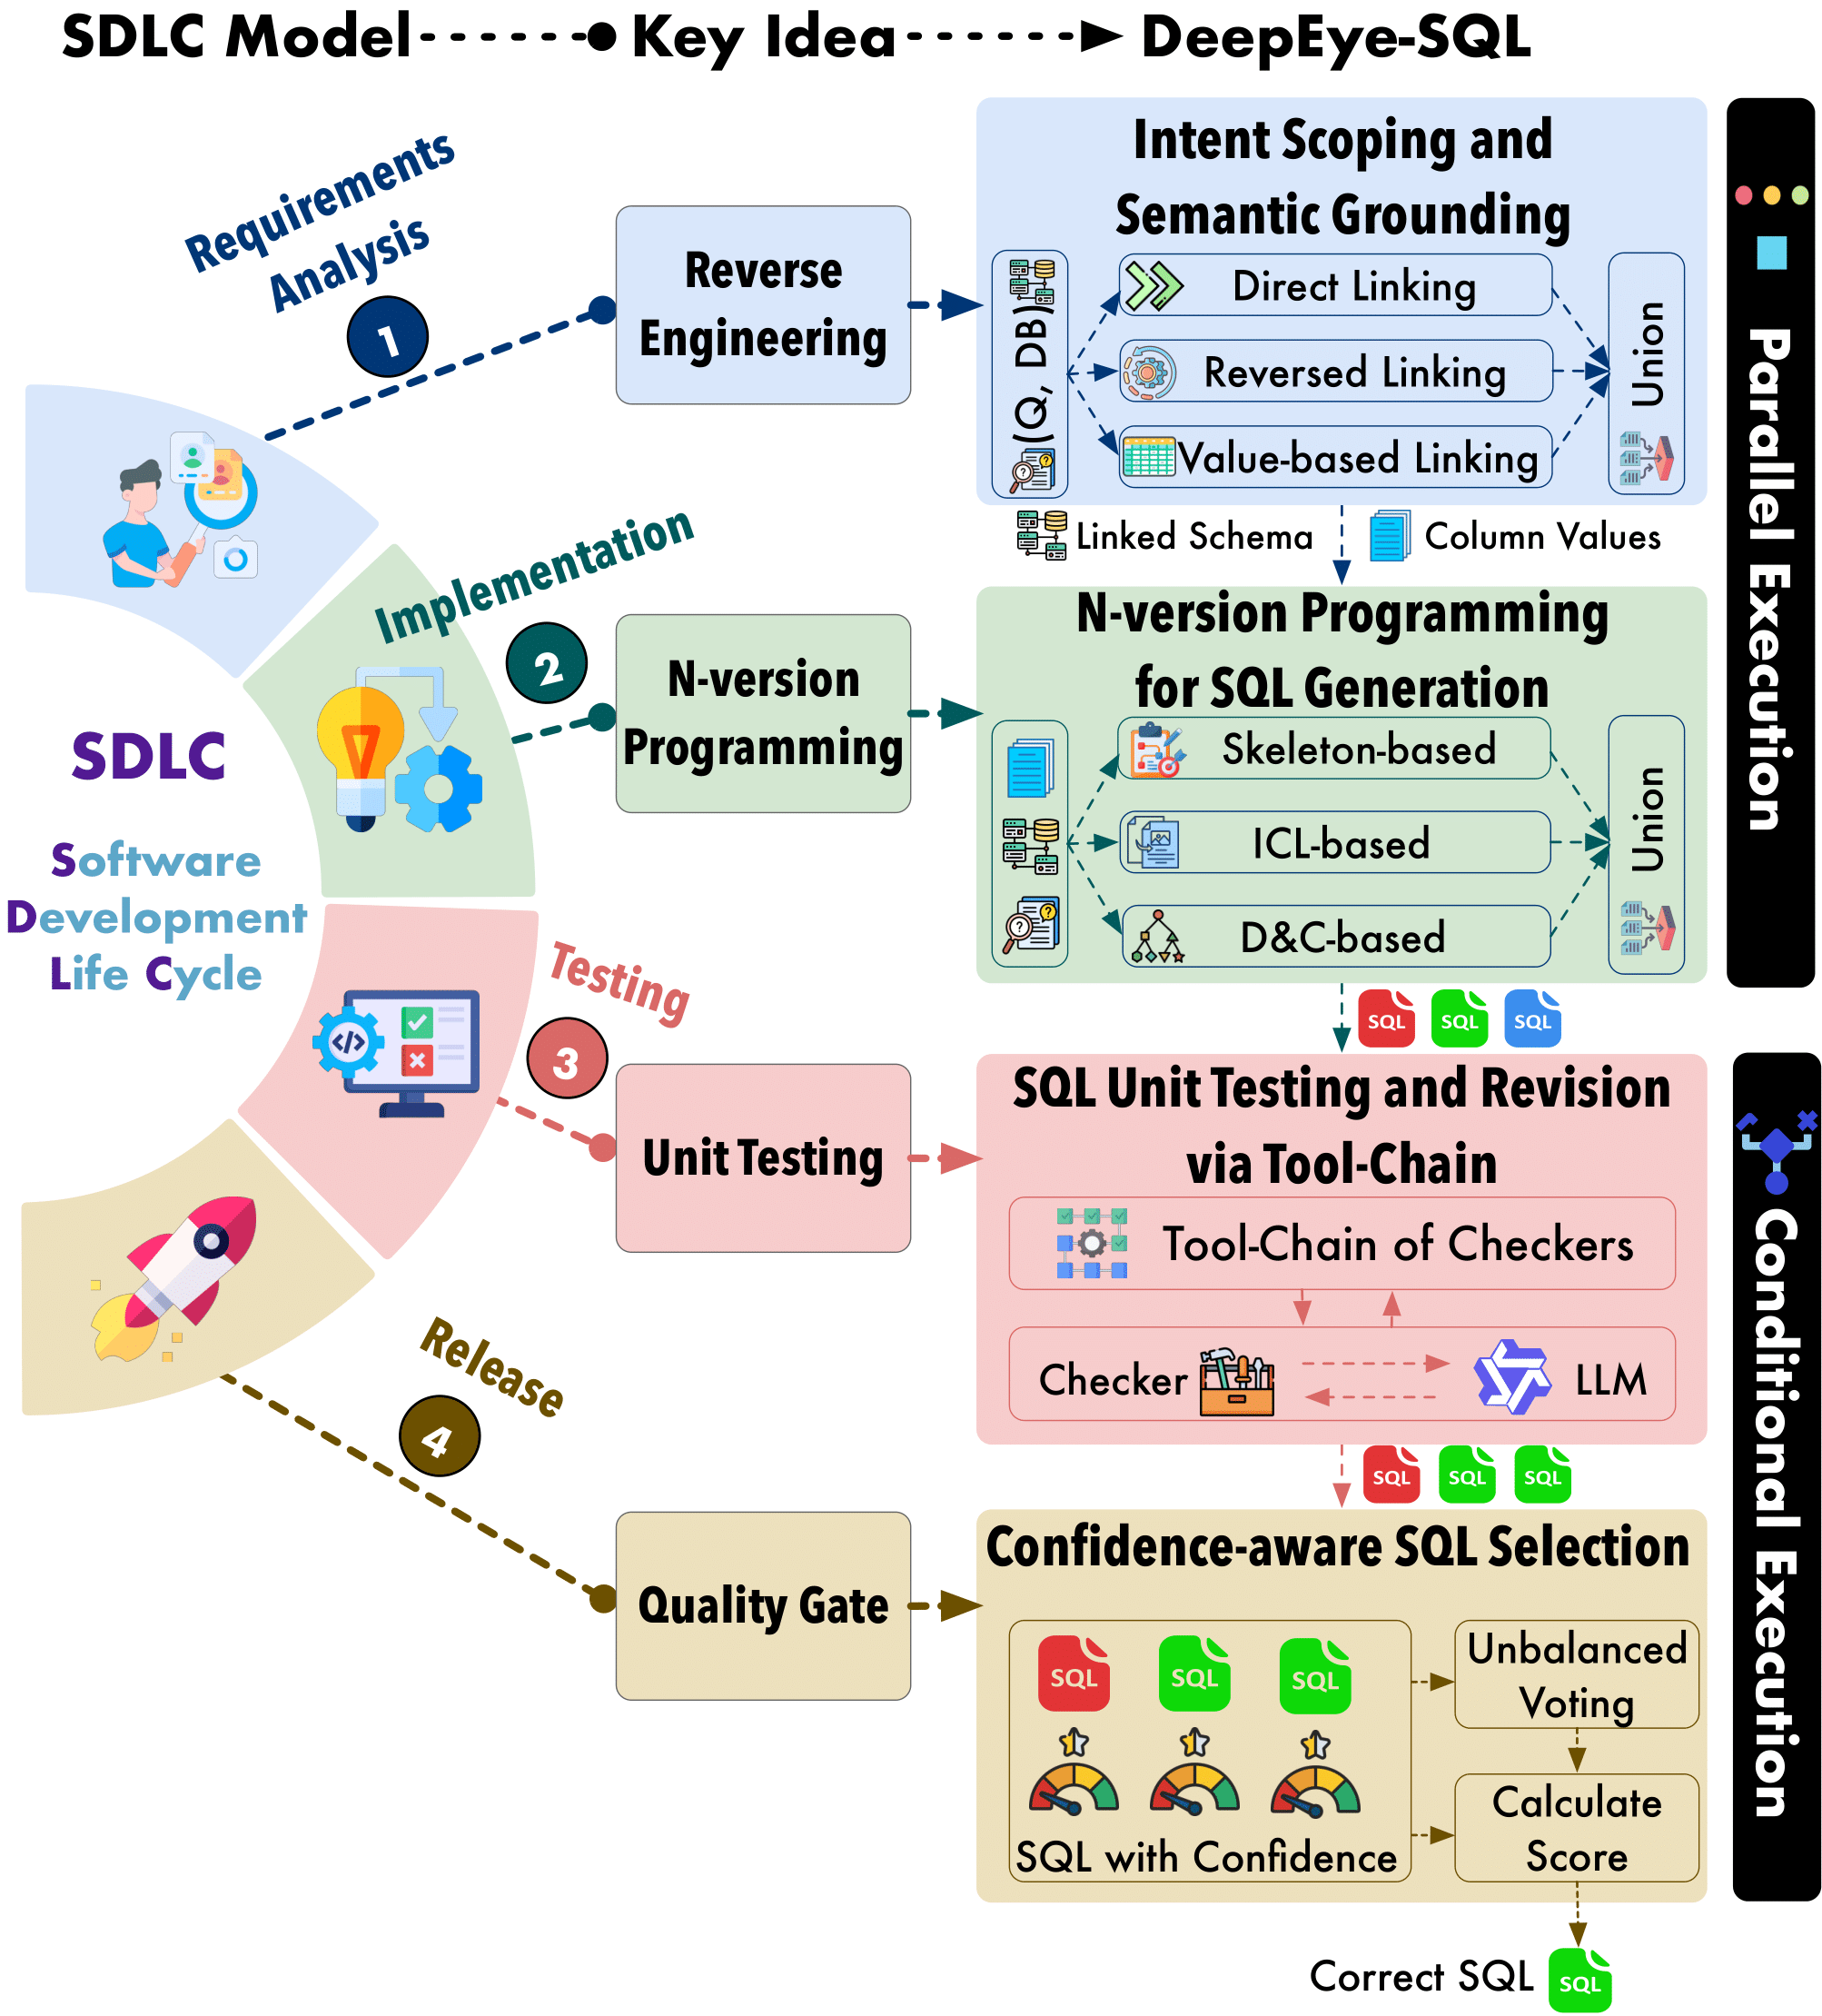 SDLC Model
Key Idea
DeepEye-SQL
Requirements
Analysis
1
Reverse
Engineering
Intent Scoping and
Semantic Grounding
(Q, DB)
Direct Linking
Reversed Linking
Value-based Linking
Union
Linked Schema
Column Values
Parallel Execution
SDLC
Software
Development
Life Cycle
Implementation
2
N-version
Programming
N-version Programming
for SQL Generation
Skeleton-based
ICL-based
D&C-based
Union
SQL
SQL
SQL
Testing
3
Unit Testing
SQL Unit Testing and Revision
via Tool-Chain
Tool-Chain of Checkers
Checker
LLM
SQL
SQL
SQL
Conditional Execution
Release
4
Quality Gate
Confidence-aware SQL Selection
SQL
SQL
SQL
SQL with Confidence
Unbalanced
Voting
Calculate
Score
Correct SQL
SQL